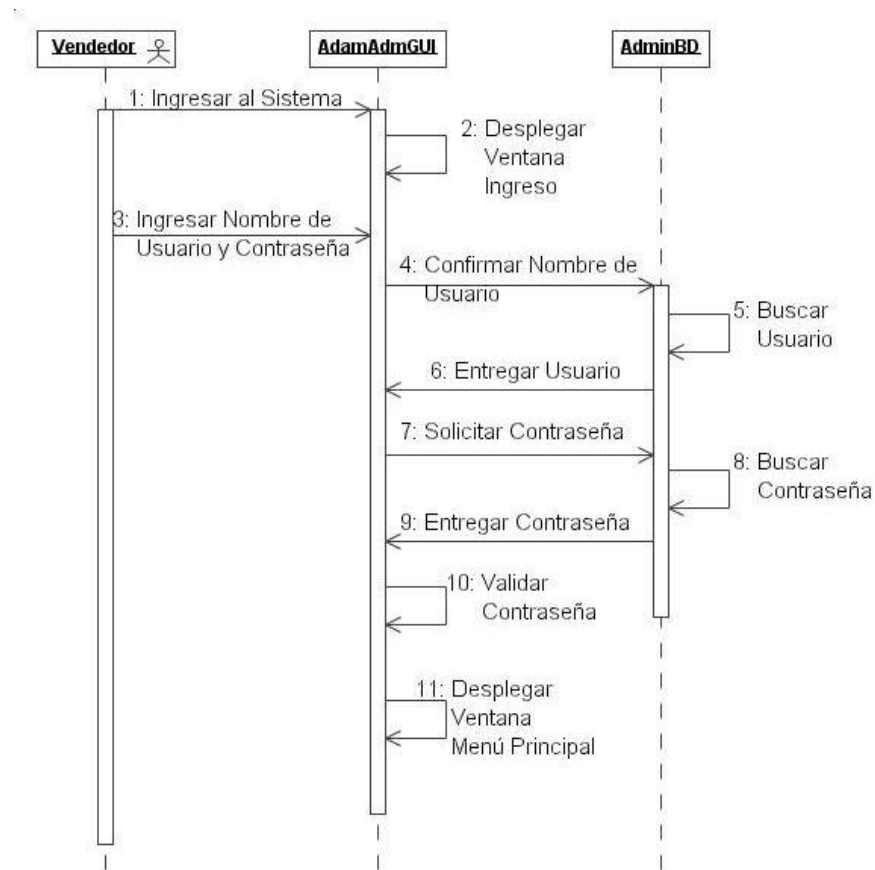 Vendedor
AdamAdmGUI
AdminBD
1: Ingresar al Sistema
2: Desplegar
Ventana
Ingreso
3: Ingresar Nombre de
Usuario y Contraseña
4: Confirmar Nombre de
Usuario
5: Buscar
Usuario
6: Entregar Usuario
7: Solicitar Contraseña
8: Buscar
Contraseña
9: Entregar Contraseña
10: Validar
Contraseña
11: Desplegar
Ventana
Menú Principal